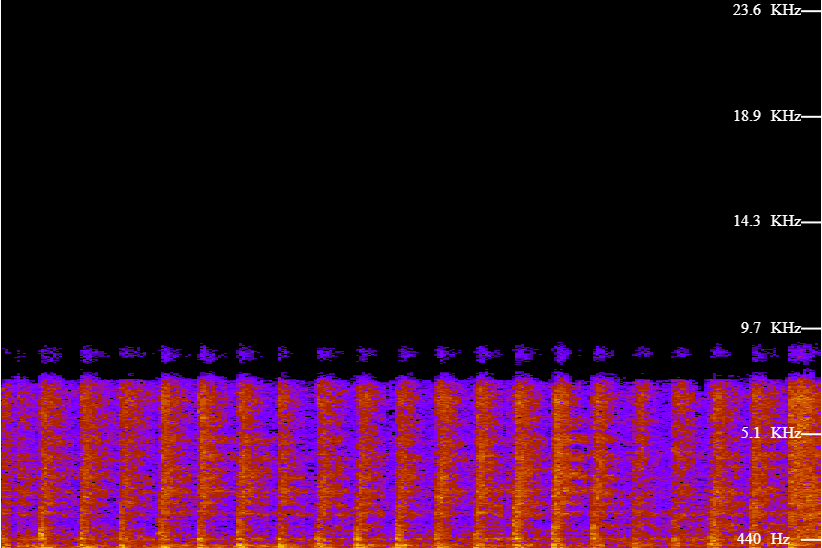 23.6 KHz
18.9 KHz
14.3 KHz
9.7 KHz
5.1 KHz
440 Hz